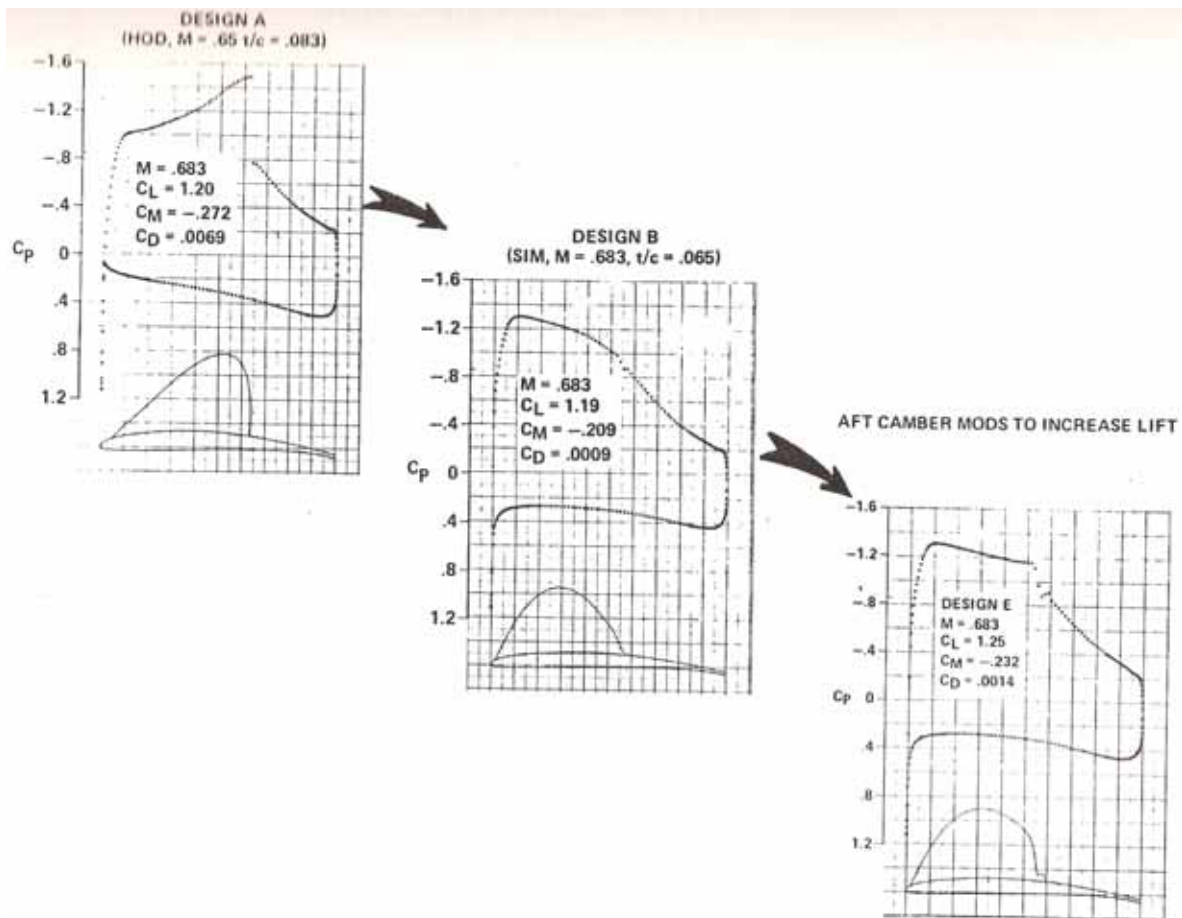 DESIGN A
(HOD, M = .65 t/c = .083)
-1.6
-1.2
-.8
-.4
CP 0
.4
.8
1.2
M = .683
CL = 1.20
CM = -.272
CD = .0069
DESIGN B
(SIM, M = .683, t/c = .065)
-1.6
-1.2
-.8
-.4
CP 0
.4
.8
1.2
M = .683
CL = 1.19
CM = -.209
CD = .0009
AFT CAMBER MODS TO INCREASE LIFT
-1.6
-1.2
-.8
-.4
CP 0
.4
.8
1.2
DESIGN E
M = .683
CL = 1.25
CM = -.232
CD = .0014